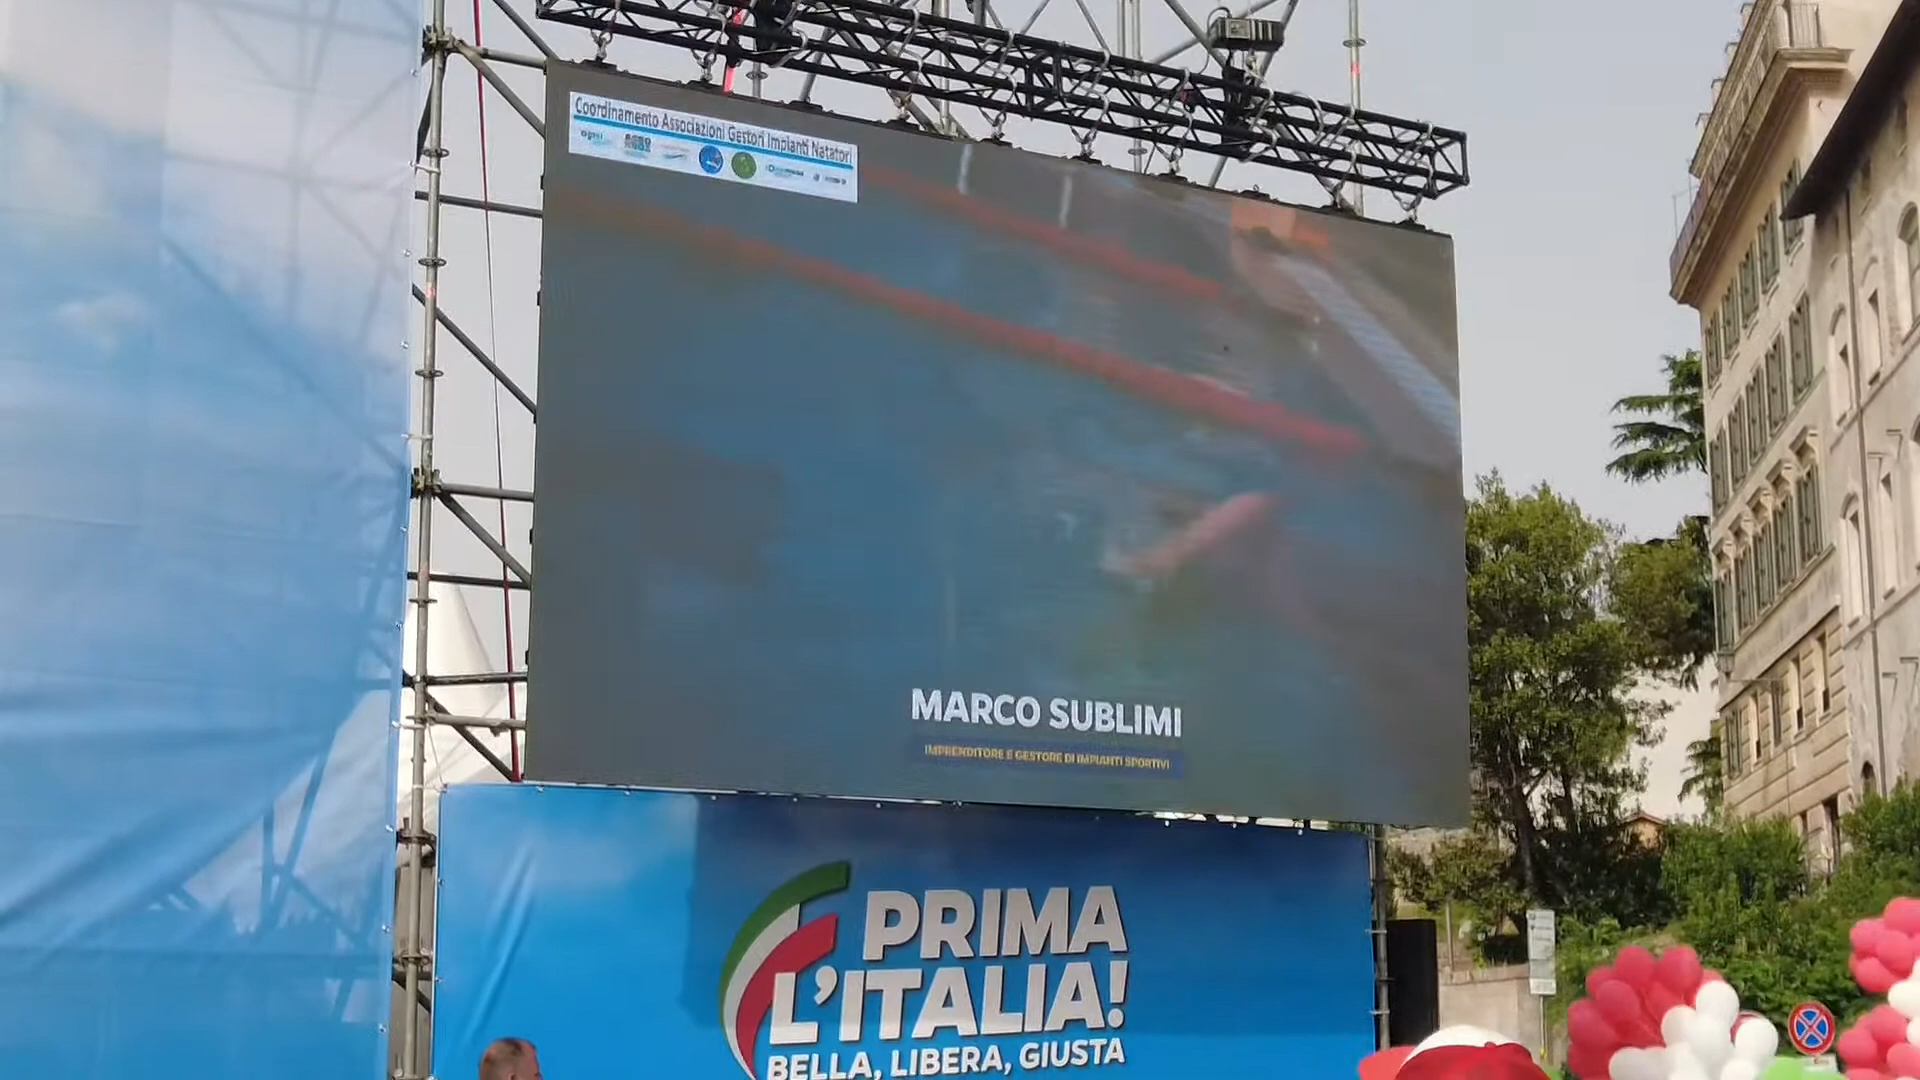 Coordinamento Associazioni Gestori Impianti Natatori
MARCO SUBLIMI
IMPRENDITORE E GESTORE DI IMPIANTI SPORTIVI
PRIMA
L'ITALIA!
BELLA, LIBERA, GIUSTA